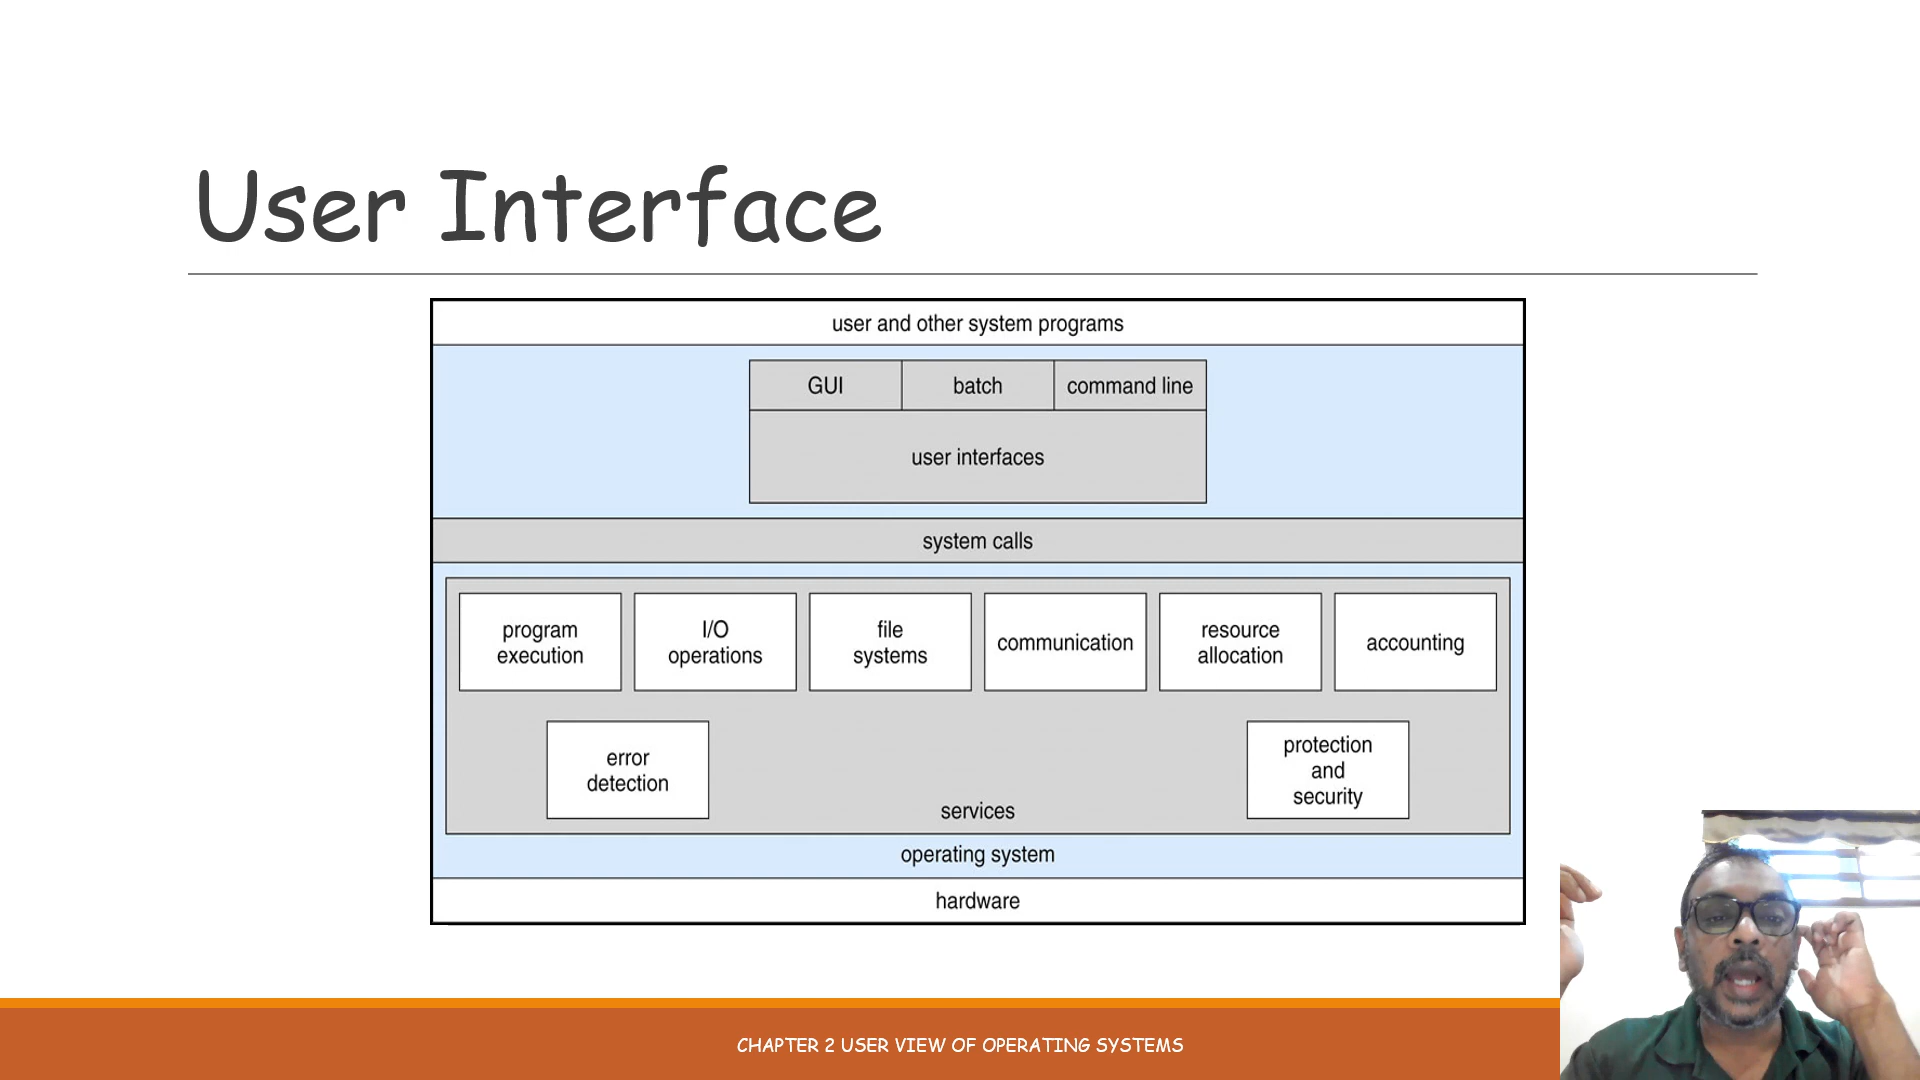 User Interface
user and other system programs
GUI
batch
command line
user interfaces
system calls
program
execution
I/O
operations
file
systems
communication
resource
allocation
accounting
error
detection
protection
and
security
services
operating system
hardware
CHAPTER 2 USER VIEW OF OPERATING SYSTEMS